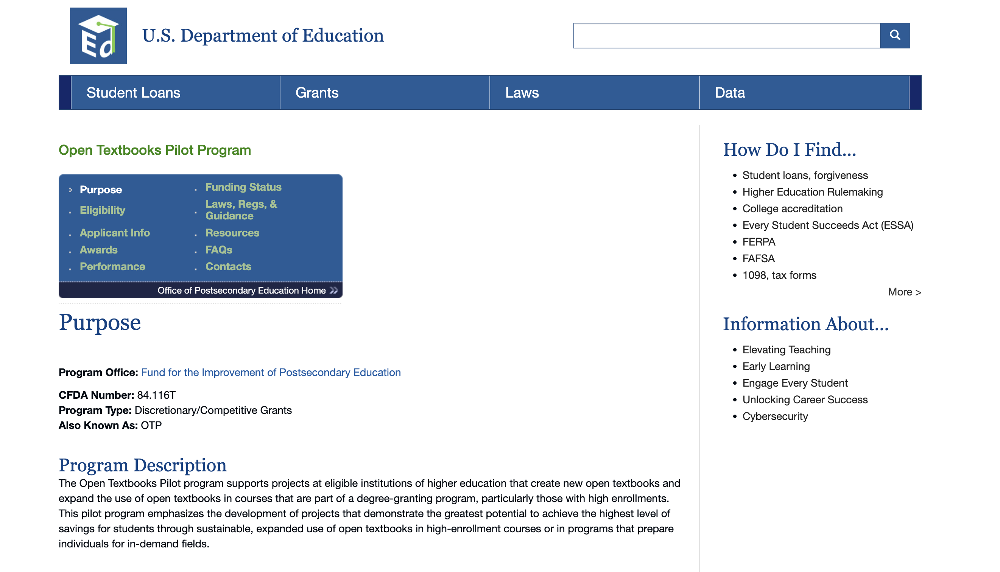 Ed
U.S. Department of Education
Student Loans
Grants
Laws
Data
Open Textbooks Pilot Program
Purpose
Eligibility
Applicant Info
Awards
Performance
Funding Status
Laws, Regs, &
Guidance
Resources
FAQs
Contacts
Office of Postsecondary Education Home
Purpose
Program Office: Fund for the Improvement of Postsecondary Education
CFDA Number: 84.116T
Program Type: Discretionary/Competitive Grants
Also Known As: OTP
Program Description
The Open Textbooks Pilot program supports projects at eligible institutions of higher education that create new open textbooks and
expand the use of open textbooks in courses that are part of a degree-granting program, particularly those with high enrollments.
This pilot program emphasizes the development of projects that demonstrate the greatest potential to achieve the highest level of
savings for students through sustainable, expanded use of open textbooks in high-enrollment courses or in programs that prepare
individuals for in-demand fields.
How Do I Find...
• Student loans, forgiveness
• Higher Education Rulemaking
• College accreditation
• Every Student Succeeds Act (ESSA)
• FERPA
• FAFSA
• 1098, tax forms
More >
Information About...
• Elevating Teaching
• Early Learning
• Engage Every Student
• Unlocking Career Success
• Cybersecurity